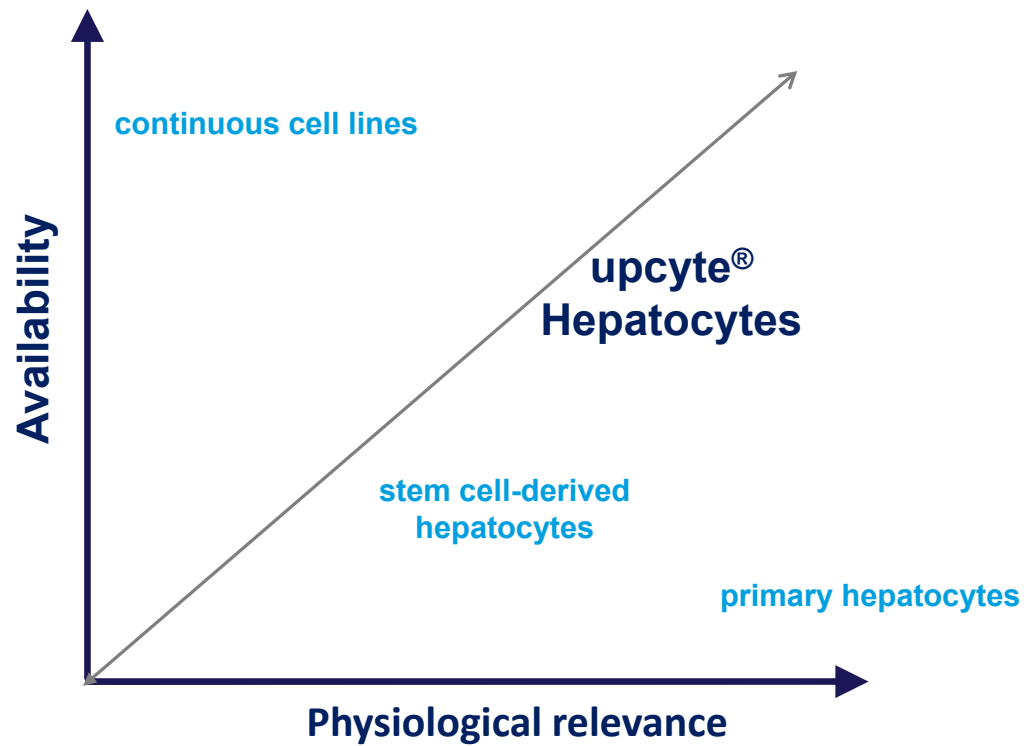 continuous cell lines
Availability
upcyte®
Hepatocytes
stem cell-derived
hepatocytes
primary hepatocytes
Physiological relevance